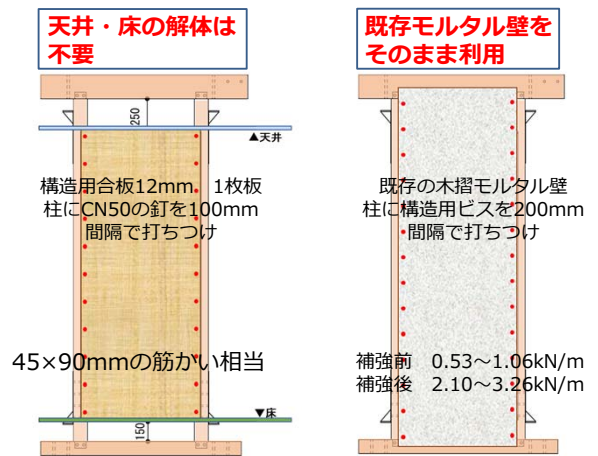 天井・床の解体は
不要
250
▲天井
構造用合板12mm 1枚板
柱にCN50の釘を100mm
間隔で打ちつけ
45×90mmの筋かい相当
▼床
150
既存モルタル壁を
そのまま利用
既存の木摺モルタル壁
柱に構造用ビスを200mm
間隔で打ちつけ
補強前 0.53～1.06kN/m
補強後 2.10～3.26kN/m